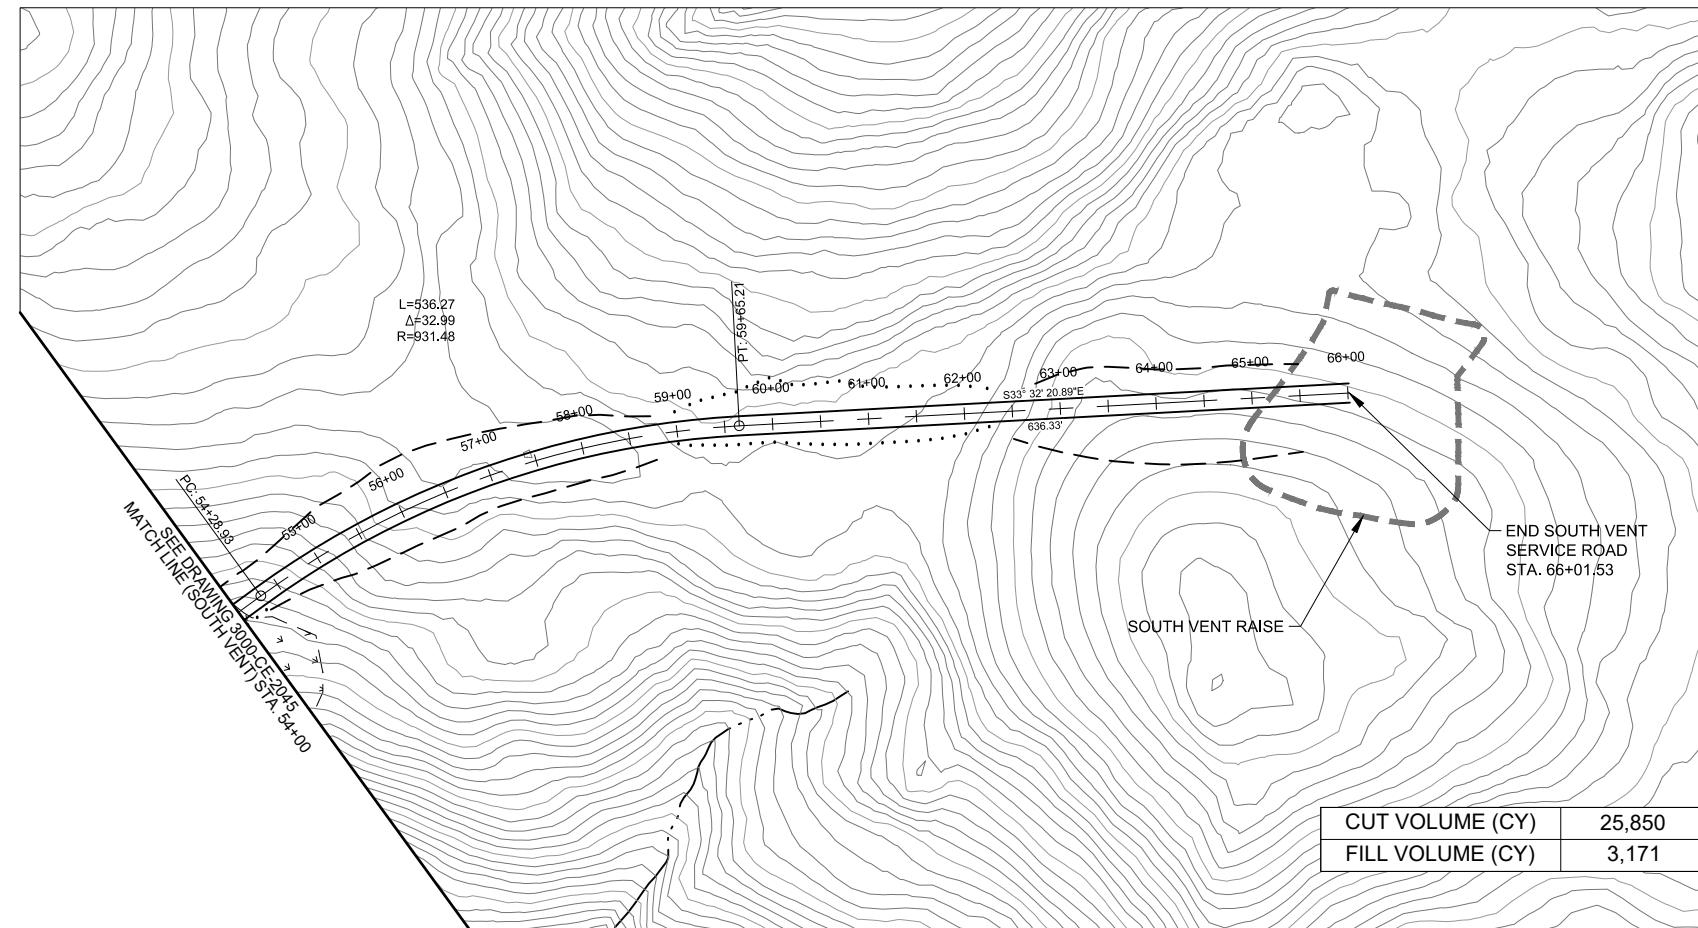 L=536.27
Δ=32.99
R=931.48
PT: 59+65.21
PC: 54+28.93
55+00
56+00
57+00
58+00
59+00
60+00
61+00
62+00
63+00
64+00
65+00
66+00
S33° 32' 20.89"E
636.33'
SEE DRAWING 3000-CE-2045
MATCH LINE (SOUTH VENT) STA. 54+00
END SOUTH VENT
SERVICE ROAD
STA. 66+01.53
SOUTH VENT RAISE
CUT VOLUME (CY) 25,850
FILL VOLUME (CY) 3,171